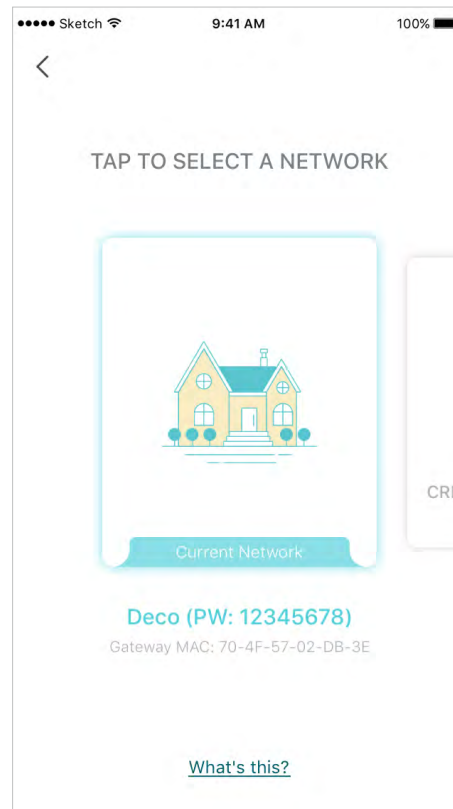 Sketch 9:41 AM 100%
TAP TO SELECT A NETWORK
Current Network
Deco (PW: 12345678)
Gateway MAC: 70-4F-57-02-DB-3E
What's this?